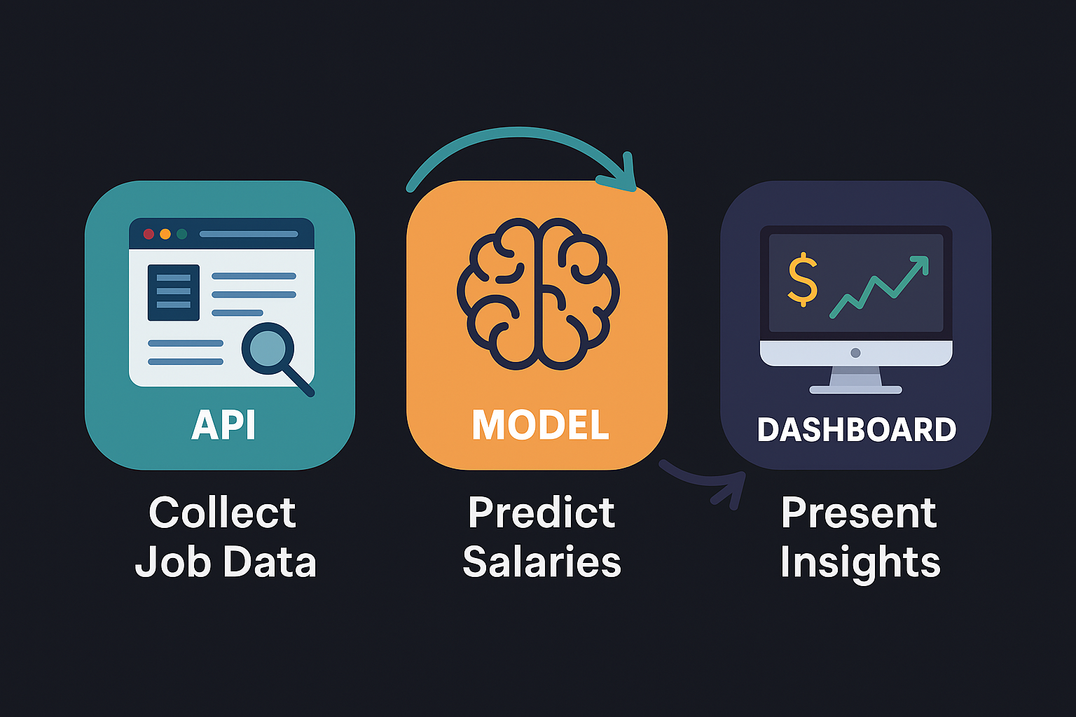 API
Collect
Job Data
MODEL
Predict
Salaries
$
DASHBOARD
Present
Insights